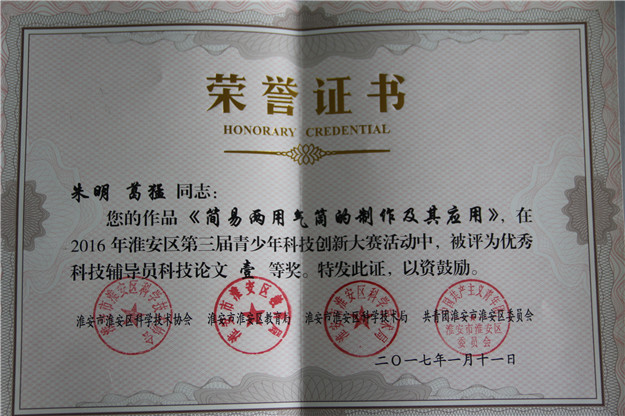 荣誉证书
HONORARY CREDENTIAL
朱明 葛猛 同志：
您的作品《简易两用气筒的制作及其应用》，在
2016年淮安区第三届青少年科技创新大赛活动中，被评为优秀
科技辅导员科技论文 壹 等奖。特发此证，以资鼓励。
淮安市淮安区科学技术协会 淮安市淮安区教育局 淮安市淮安区科学技术局 共青团淮安市淮安区委员会
二〇一七年一月十一日